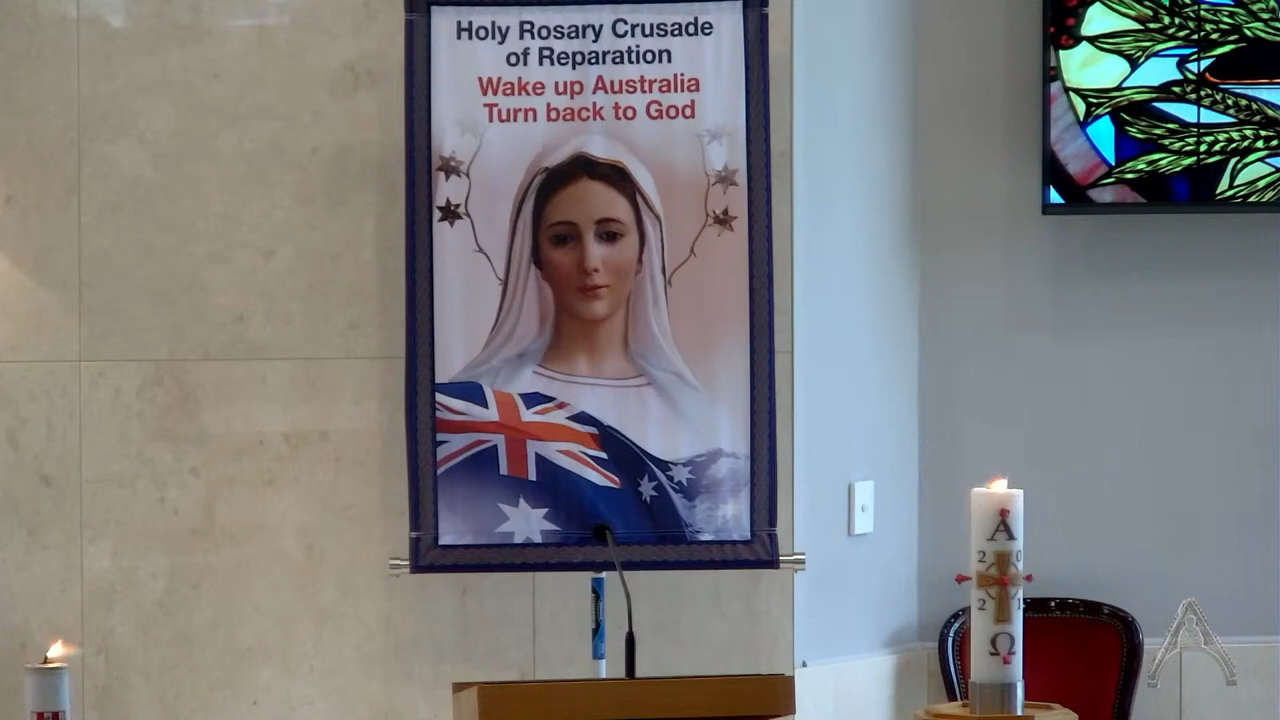 Holy Rosary Crusade
of Reparation
Wake up Australia
Turn back to God
Α
2 0
2 1
Ω